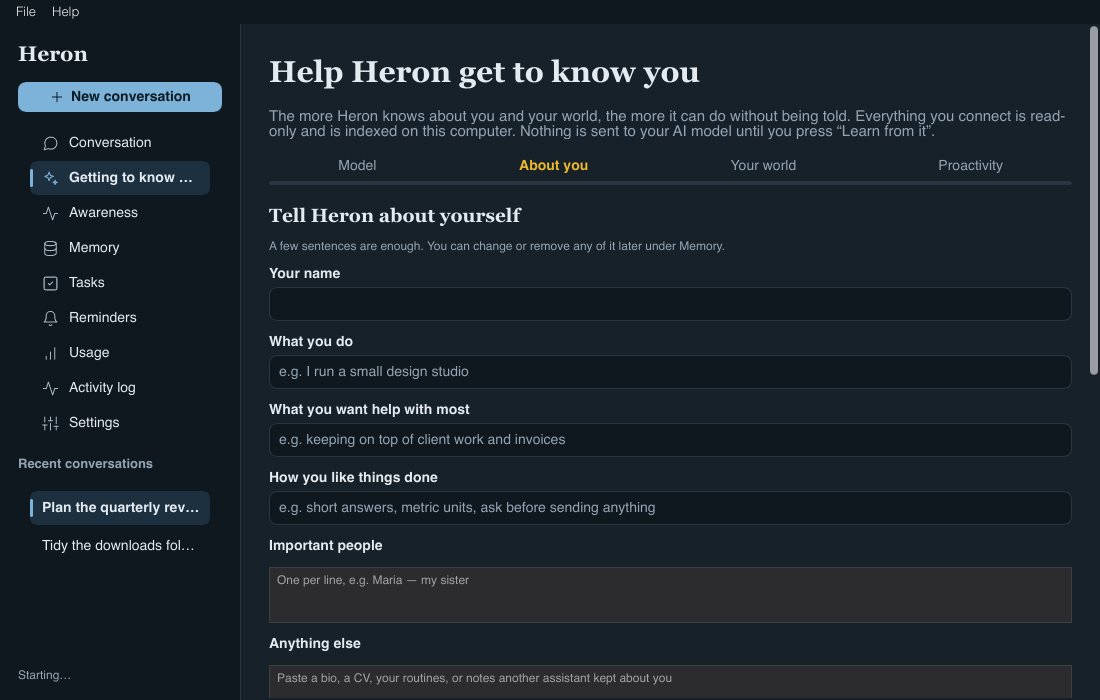 File Help
Heron
+ New conversation
Conversation
Getting to know …
Awareness
Memory
Tasks
Reminders
Usage
Activity log
Settings
Recent conversations
Plan the quarterly rev…
Tidy the downloads fol…
Starting…
Help Heron get to know you
The more Heron knows about you and your world, the more it can do without being told. Everything you connect is read-
only and is indexed on this computer. Nothing is sent to your AI model until you press “Learn from it”.
Model About you Your world Proactivity
Tell Heron about yourself
A few sentences are enough. You can change or remove any of it later under Memory.
Your name
What you do
e.g. I run a small design studio
What you want help with most
e.g. keeping on top of client work and invoices
How you like things done
e.g. short answers, metric units, ask before sending anything
Important people
One per line, e.g. Maria — my sister
Anything else
Paste a bio, a CV, your routines, or notes another assistant kept about you